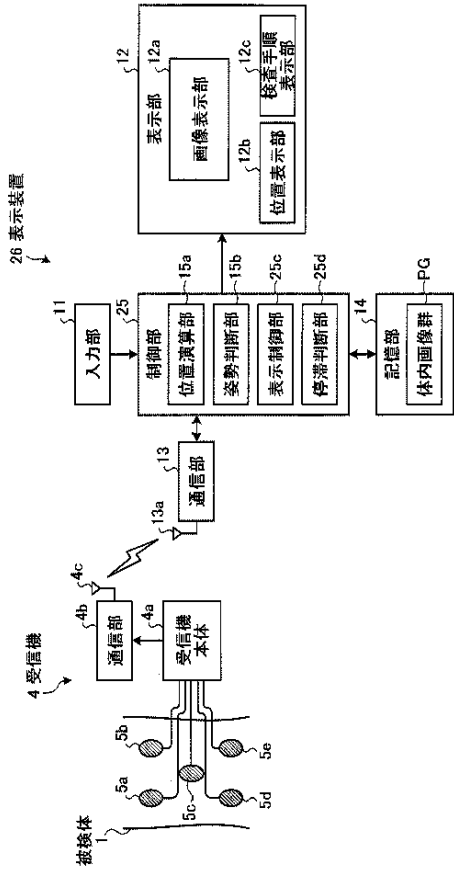 26 表示装置
11
入力部
25
制御部
15a
位置演算部
15b
姿勢判断部
25c
表示制御部
25d
停滞判断部
14
記憶部
PG
体内画像群
12
表示部
12a
画像表示部
12b
位置表示部
12c
検査手順
表示部
13
通信部
13a
4 受信機
4c
4b
通信部
4a
受信機
本体
被検体
1
5a
5b
5c
5d
5e